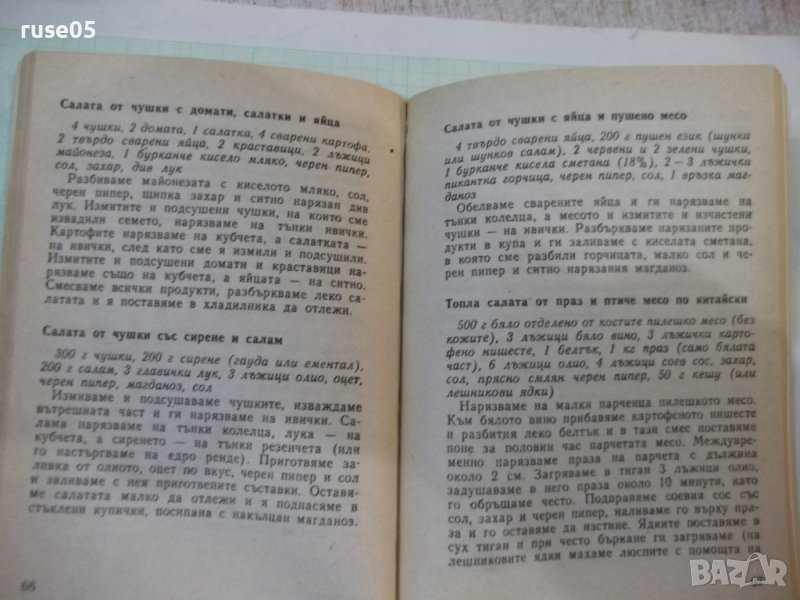 ruse05
Салата от чушки с домати, салатки и яйца
4 чушки, 2 домата, 1 салатка, 4 сварени картофа,
2 твърдо сварени яйца, 2 краставици, 2 лъжици
майонеза, 1 бурканче кисело мляко, черен пипер,
сол, захар, див лук
Разбиваме майонезата с киселото мляко, сол,
черен пипер, щипка захар и ситно нарязан див
лук. Измитите и подсушени чушки, на които сме
извадили семето, нарязваме на тънки ивички.
Картофите нарязваме на кубчета, а салатката —
на ивички, след като сме я измили и подсушили.
Измитите и подсушени домати и краставици на-
рязваме също на кубчета, а яйцата — на ситно.
Смесваме всички продукти, разбъркваме леко са-
латата и я поставяме в хладилника да отлежи.
Салата от чушки със сирене и салам
300 г чушки, 200 г сирене (гауда или ементал),
200 г салам, 3 главички лук, 3 лъжици олио, оцет,
черен пипер, магданоз, сол
Измиваме и подсушаваме чушките, изваждаме
вътрешната част и ги нарязваме на ивички. Са-
лама нарязваме на тънки колелца, лука — на
кубчета, а сиренето — на тънки резенчета (или
го настъргваме на едро ренде). Приготвяме за-
ливка от олиото, оцет по вкус, черен пипер и сол
и заливаме с нея приготвените съставки. Оставя-
ме салатата малко да отлежи и я поднасяме в
стъклени купички, посипана с накълцан магданоз.
66
Салата от чушки с яйца и пушено месо
4 твърдо сварени яйца, 200 г пушен език (шунка
или шунков салам), 2 червени и 2 зелени чушки,
1 бурканче кисела сметана (18%), 2—3 лъжички
пикантна горчица, черен пипер, сол, 1 връзка маг-
даноз
Обелваме сварените яйца и ги нарязваме на
тънки колелца, а месото и измитите и изчистени
чушки — на ивички. Разбъркваме нарязаните про-
дукти в купа и ги заливаме с киселата сметана,
в която сме разбили горчицата, малко сол и че-
рен пипер и ситно нарязания магданоз.
Топла салата от праз и птиче месо по китайски
500 г бяло отделено от костите пилешко месо (без
кожите), 3 лъжици бяло вино, 3 лъжички карто-
фено нишесте, 1 белтък, 1 кг праз (само бялата
част), 6 лъжици олио, 4 лъжици соев сос, захар,
сол, прясно смлян черен пипер, 50 г кешу (или
лешникови ядки)
Нарязваме на малки парченца пилешкото месо.
Към бялото вино прибавяме картофеното нишесте
и разбития леко белтък и в тази смес поставяме
поне за половин час парчетата месо. Междувре-
менно нарязваме праза на парчета с дължина
около 2 см. Загряваме в тиган 3 лъжици олио,
задушаваме в него праза около 10 минути, като
го обръщаме често. Подправяме соевия сос със
сол, захар и черен пипер, наливаме го върху пра-
за и го оставяме да изстине. Ядките поставяме в
сух тиган и при често бъркане ги загряваме (на
лешниковите ядки махаме люспите с помощта на
BAZAR